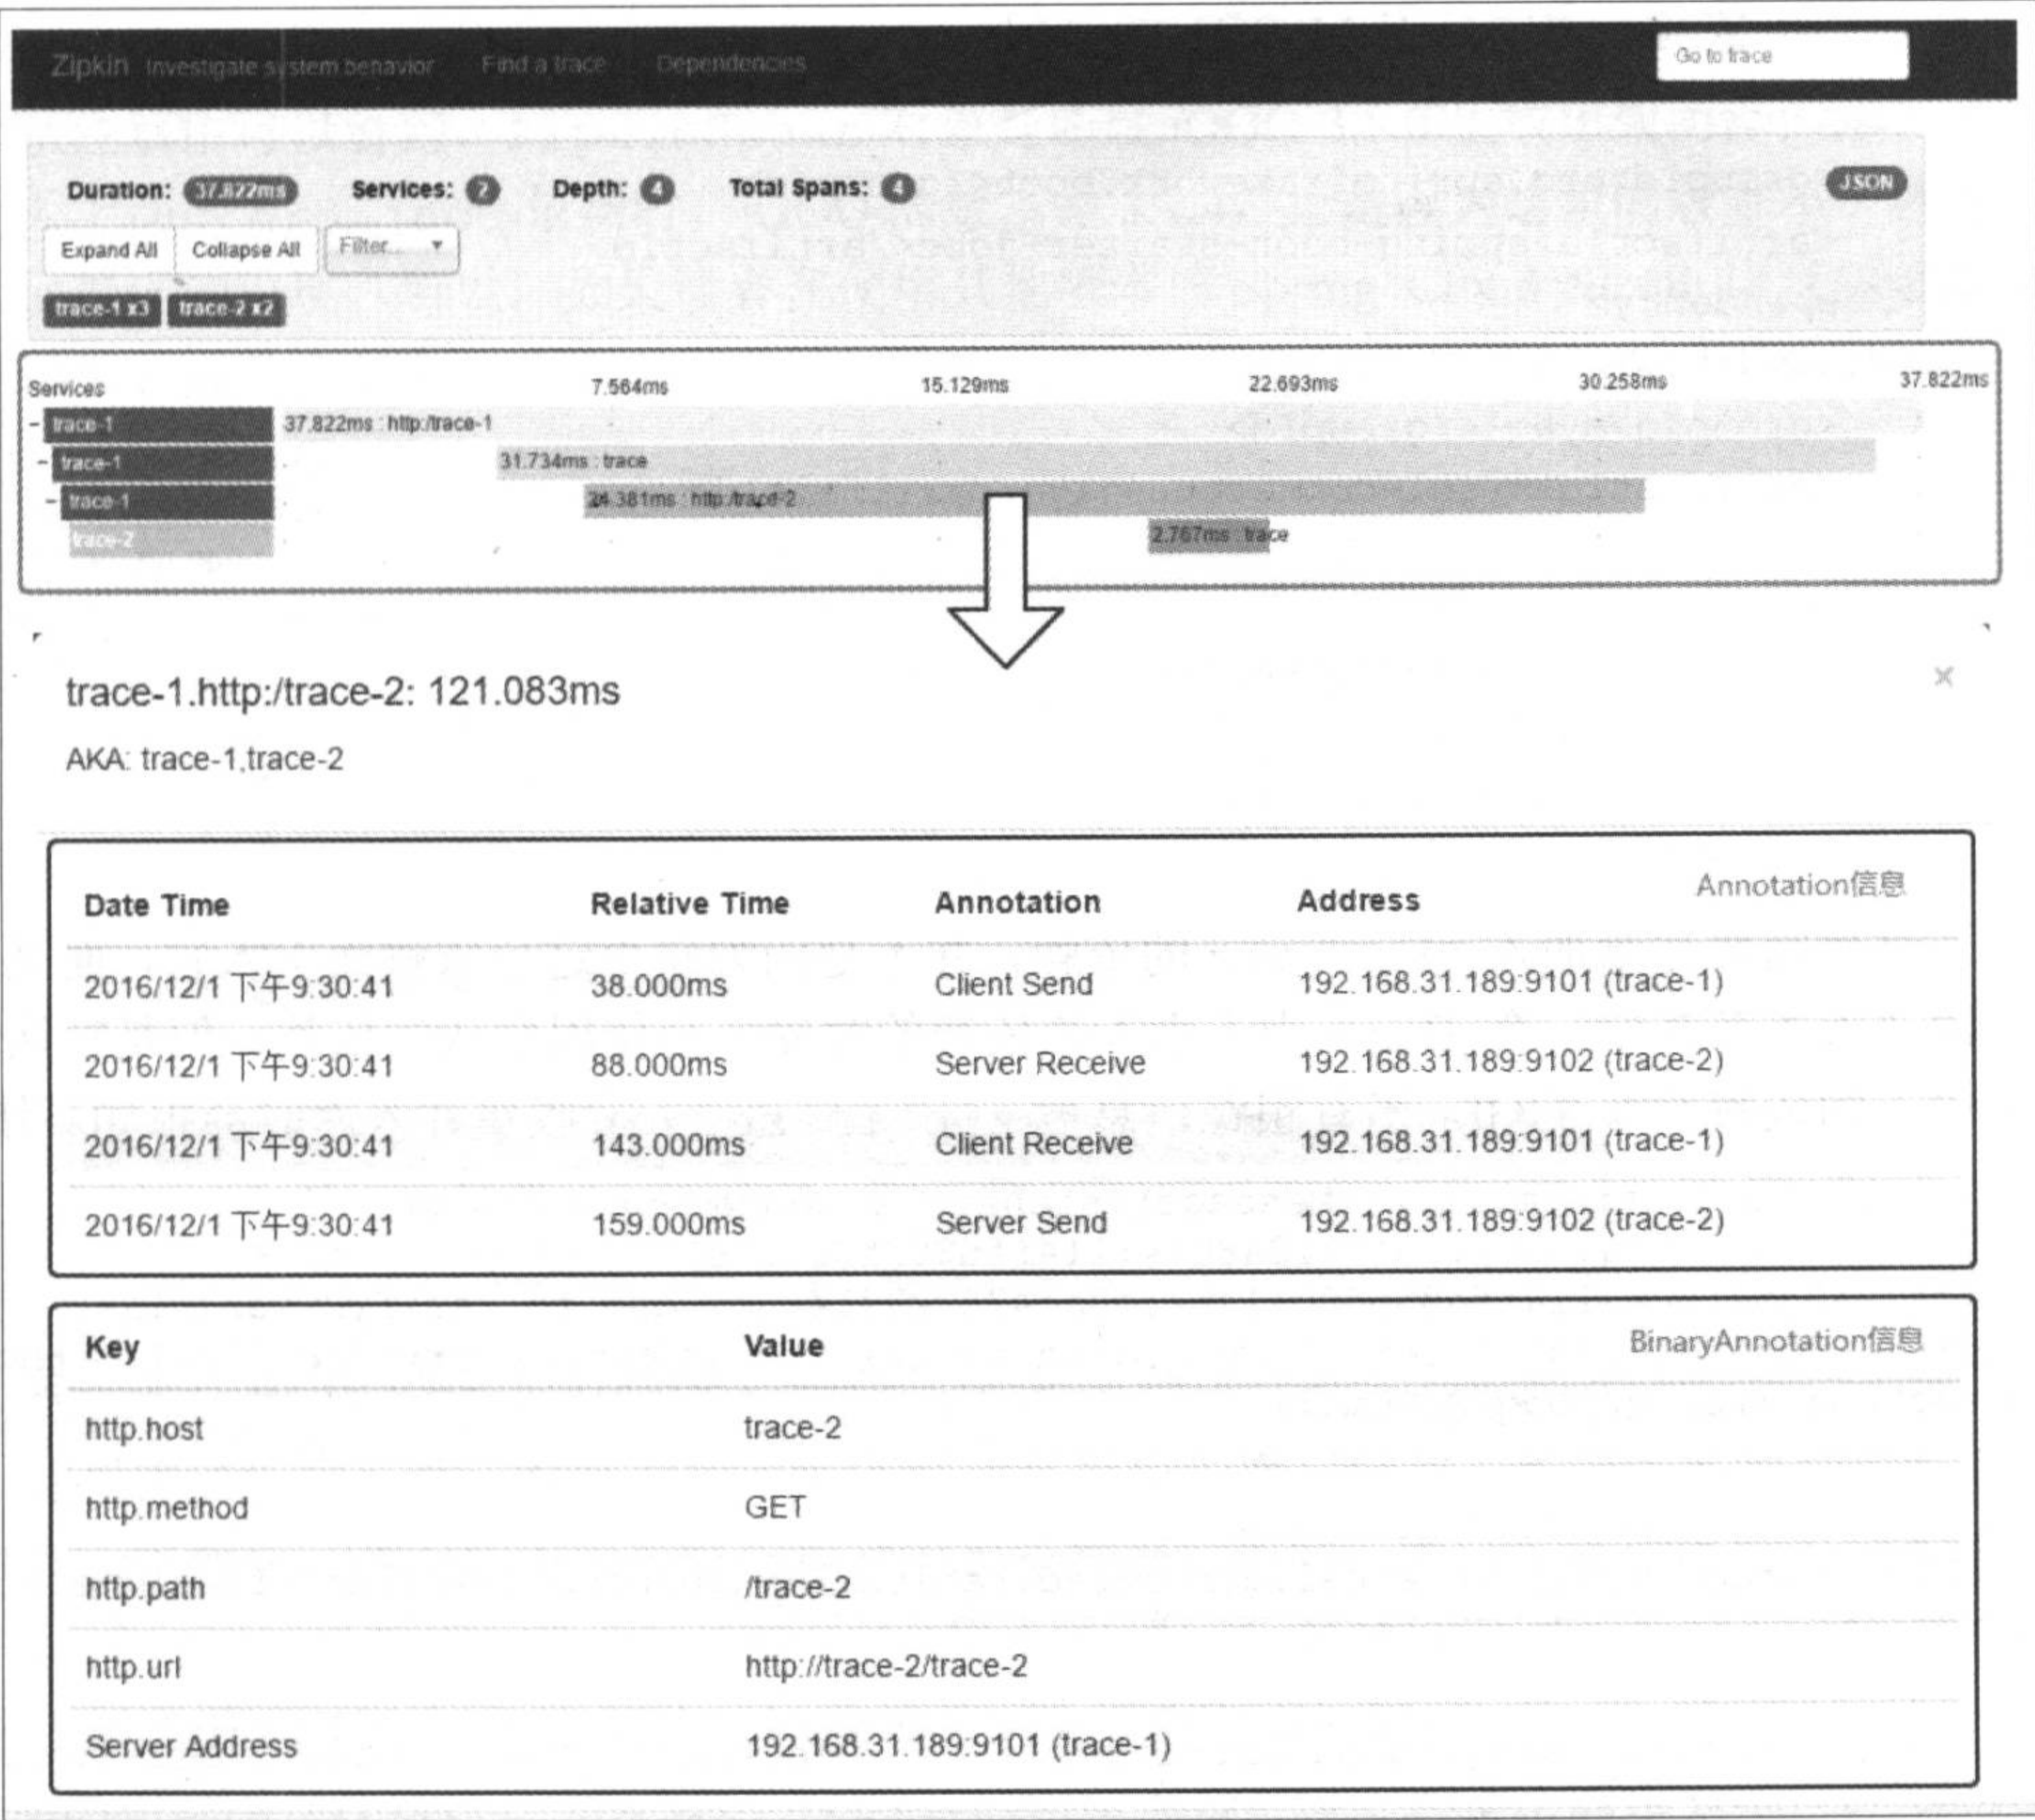 Zipkin Investigate system behavior Find a trace Dependencies Go to trace
Duration: 37.822ms Services: 2 Depth: 4 Total Spans: 4 JSON
Expand All Collapse All Filter...
trace-1 x3 trace-2 x2
Services 7.564ms 15.129ms 22.693ms 30.258ms 37.822ms
- trace-1 37.822ms : http:/trace-1
- trace-1 31.734ms : trace
- trace-1 24.381ms : http:/trace-2
trace-2 2.767ms : trace
trace-1.http:/trace-2: 121.083ms ×
AKA: trace-1,trace-2
Annotation信息
Date Time Relative Time Annotation Address
2016/12/1 下午9:30:41 38.000ms Client Send 192.168.31.189:9101 (trace-1)
2016/12/1 下午9:30:41 88.000ms Server Receive 192.168.31.189:9102 (trace-2)
2016/12/1 下午9:30:41 143.000ms Client Receive 192.168.31.189:9101 (trace-1)
2016/12/1 下午9:30:41 159.000ms Server Send 192.168.31.189:9102 (trace-2)
Key Value BinaryAnnotation信息
http.host trace-2
http.method GET
http.path /trace-2
http.url http://trace-2/trace-2
Server Address 192.168.31.189:9101 (trace-1)